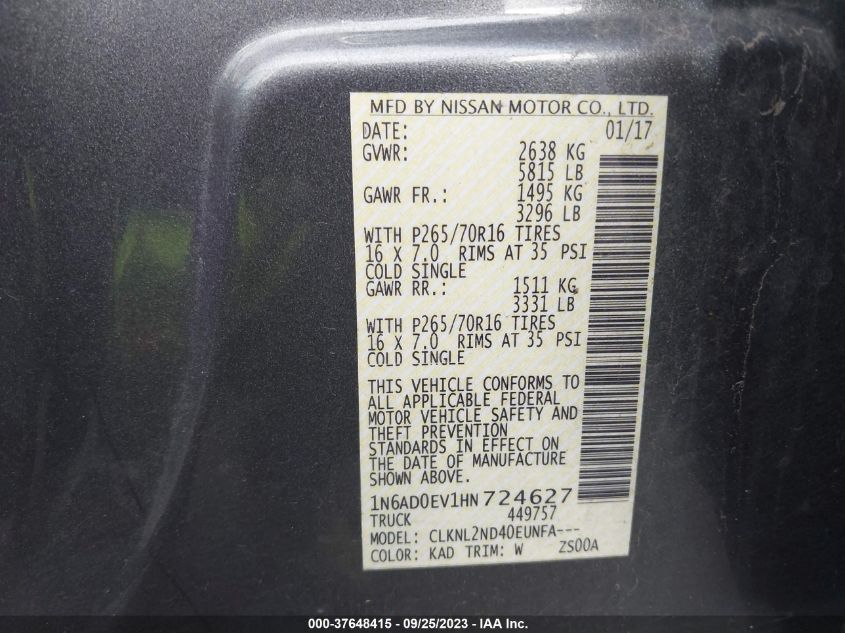 MFD BY NISSAN MOTOR CO., LTD.
DATE: 01/17
GVWR: 2638 KG
5815 LB
GAWR FR.: 1495 KG
3296 LB
WITH P265/70R16 TIRES
16 X 7.0 RIMS AT 35 PSI
COLD SINGLE
GAWR RR.: 1511 KG
3331 LB
WITH P265/70R16 TIRES
16 X 7.0 RIMS AT 35 PSI
COLD SINGLE
THIS VEHICLE CONFORMS TO
ALL APPLICABLE FEDERAL
MOTOR VEHICLE SAFETY AND
THEFT PREVENTION
STANDARDS IN EFFECT ON
THE DATE OF MANUFACTURE
SHOWN ABOVE.
1N6AD0EV1HN724627
TRUCK 449757
MODEL: CLKNL2ND40EUNFA---
COLOR: KAD TRIM: W ZS00A
000-37648415 - 09/25/2023 - IAA Inc.